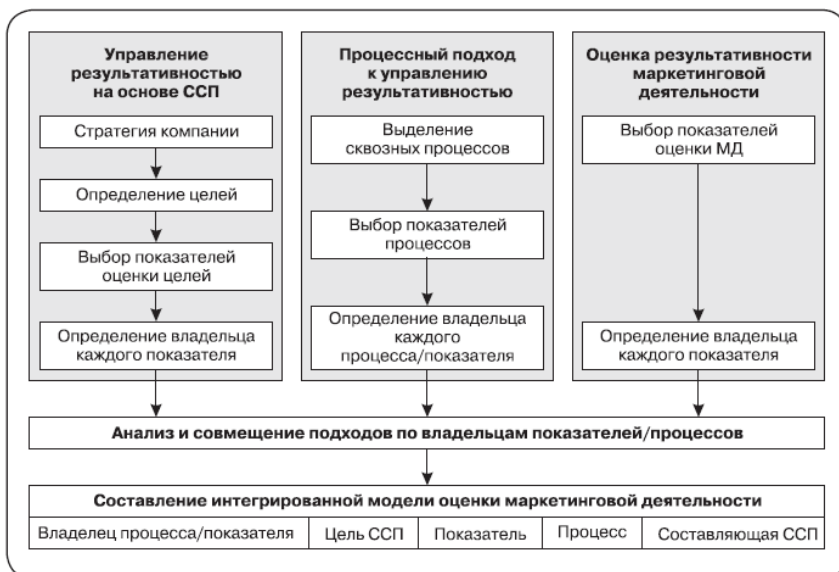 Управление
результативностью
на основе ССП
Стратегия компании
Определение целей
Выбор показателей
оценки целей
Определение владельца
каждого показателя
Процессный подход
к управлению
результативностью
Выделение
сквозных процессов
Выбор показателей
процессов
Определение владельца
каждого
процесса/показателя
Оценка результативности
маркетинговой
деятельности
Выбор показателей
оценки МД
Определение владельца
каждого показателя
Анализ и совмещение подходов по владельцам показателей/процессов
Составление интегрированной модели оценки маркетинговой деятельности
Владелец процесса/показателя
Цель ССП
Показатель
Процесс
Составляющая ССП